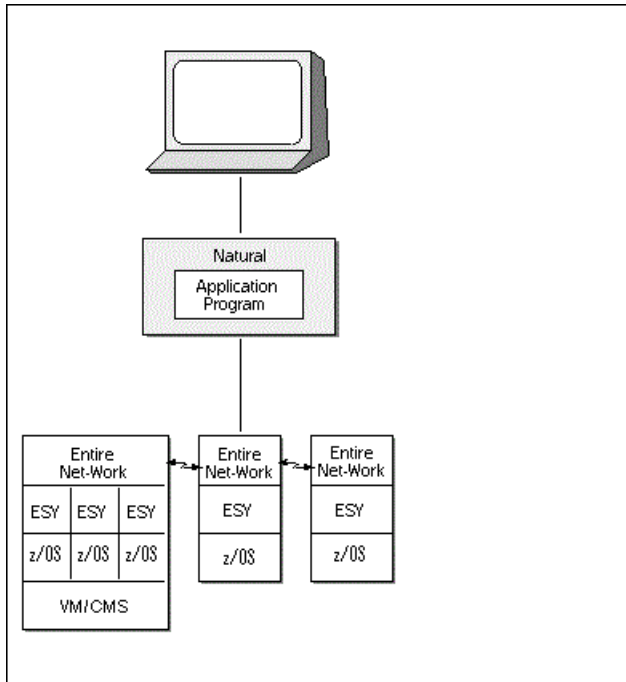 Natural
Application
Program
Entire
Net-Work
Entire
Net-Work
Entire
Net-Work
ESY ESY ESY
ESY
ESY
z/OS z/OS z/OS
z/OS
z/OS
VM/CMS